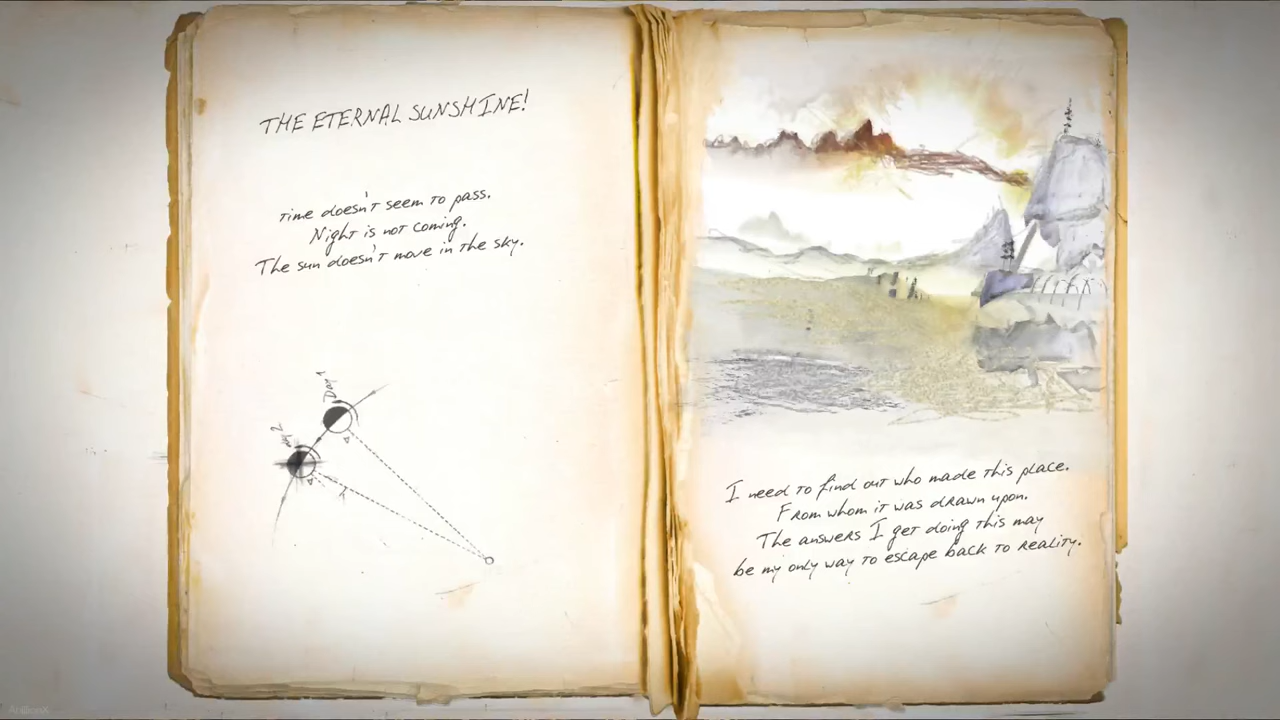 THE ETERNAL SUNSHINE!
Time doesn't seem to pass.
Night is not coming.
The sun doesn't move in the sky.
Day 1
Day 2
I need to find out who made this place.
From whom it was drawn upon.
The answers I get doing this may
be my only way to escape back to reality.